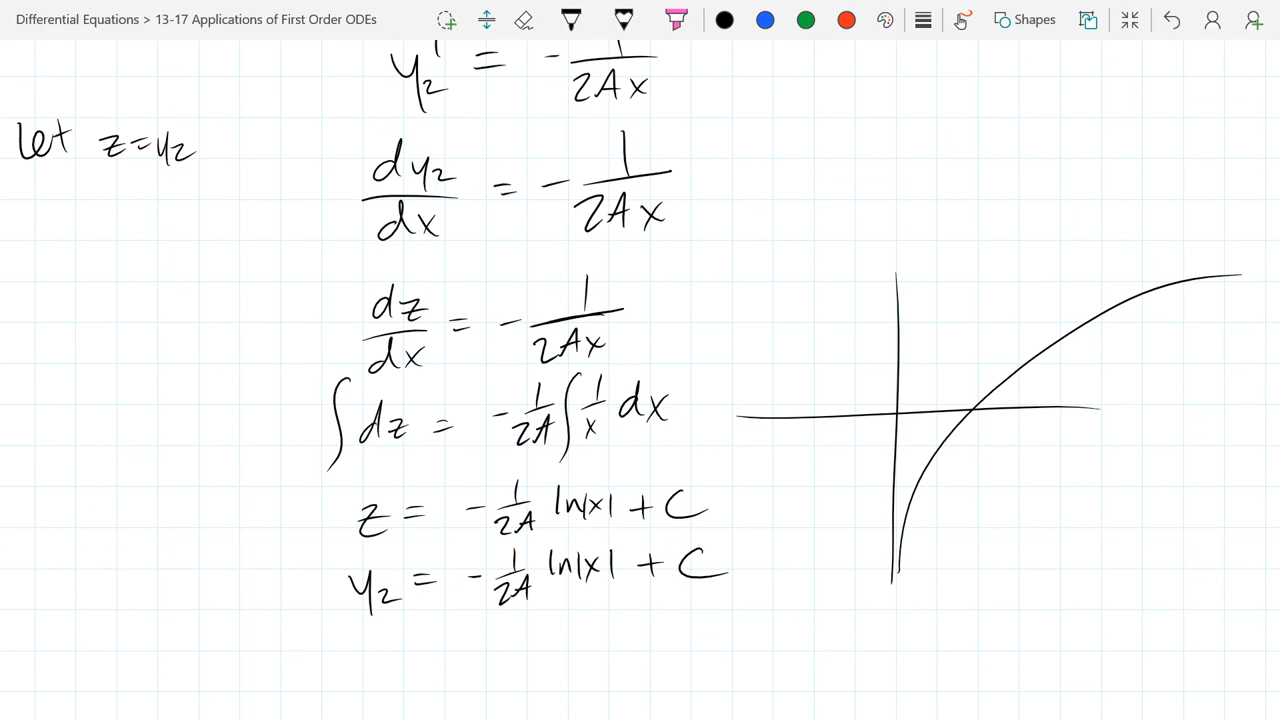 Differential Equations > 13-17 Applications of First Order ODEs
Shapes
y₂' = - 1/(2Ax)
Let z=y₂
dy₂/dx = - 1/(2Ax)
dz/dx = - 1/(2Ax)
∫dz = - 1/(2A) ∫ 1/x dx
z = - 1/(2A) ln|x| + C
y₂ = - 1/(2A) ln|x| + C